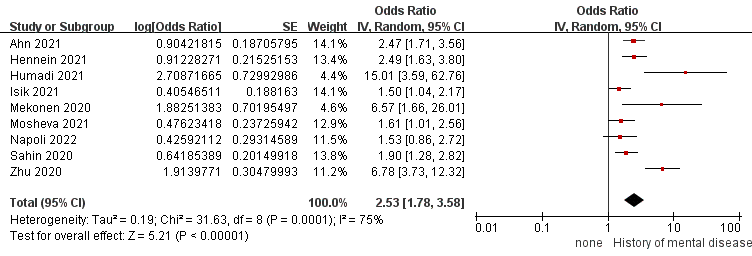 Odds Ratio Odds Ratio
Study or Subgroup log[Odds Ratio] SE Weight IV, Random, 95% CI IV, Random, 95% CI
Ahn 2021 0.90421815 0.18705795 14.1% 2.47 [1.71, 3.56]
Hennein 2021 0.91228271 0.21525153 13.4% 2.49 [1.63, 3.80]
Humadi 2021 2.70871665 0.72992986 4.4% 15.01 [3.59, 62.76]
Isik 2021 0.40546511 0.188163 14.1% 1.50 [1.04, 2.17]
Mekonen 2020 1.88251383 0.70195497 4.6% 6.57 [1.66, 26.01]
Mosheva 2021 0.47623418 0.23725942 12.9% 1.61 [1.01, 2.56]
Napoli 2022 0.42592112 0.29314589 11.5% 1.53 [0.86, 2.72]
Sahin 2020 0.64185389 0.20149918 13.8% 1.90 [1.28, 2.82]
Zhu 2020 1.9139771 0.30479993 11.2% 6.78 [3.73, 12.32]
Total (95% CI) 100.0% 2.53 [1.78, 3.58]
Heterogeneity: Tau² = 0.19; Chi² = 31.63, df = 8 (P = 0.0001); I² = 75%
Test for overall effect: Z = 5.21 (P < 0.00001)
0.01 0.1 1 10 100
none History of mental disease